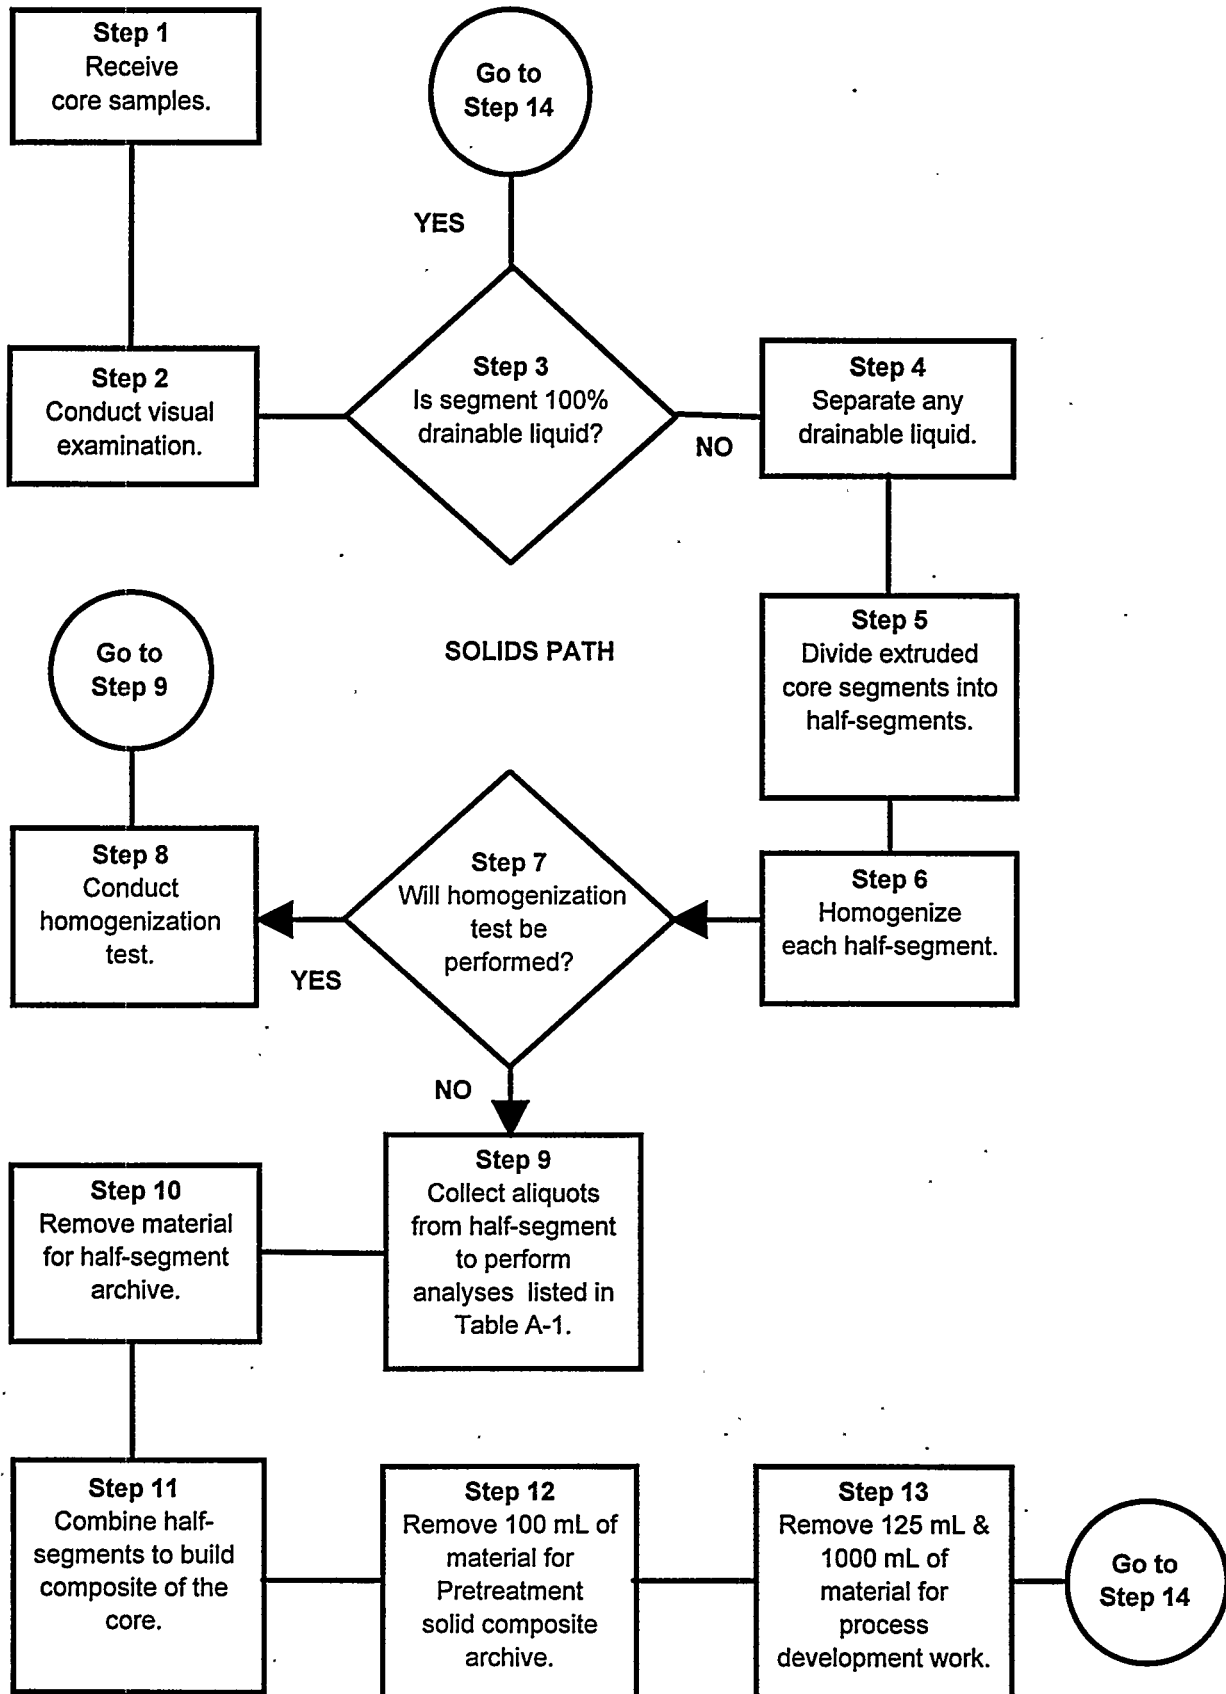 Step 1
Receive
core samples.
Go to
Step 14
YES
Step 2
Conduct visual
examination.
Step 3
Is segment 100%
drainable liquid?
NO
Step 4
Separate any
drainable liquid.
Step 5
Divide extruded
core segments into
half-segments.
Go to
Step 9
SOLIDS PATH
Step 6
Homogenize
each half-segment.
Step 7
Will homogenization
test be
performed?
YES
Step 8
Conduct
homogenization
test.
NO
Step 9
Collect aliquots
from half-segment
to perform
analyses listed in
Table A-1.
Step 10
Remove material
for half-segment
archive.
Step 11
Combine half-
segments to build
composite of the
core.
Step 12
Remove 100 mL of
material for
Pretreatment
solid composite
archive.
Step 13
Remove 125 mL &
1000 mL of
material for
process
development work.
Go to
Step 14